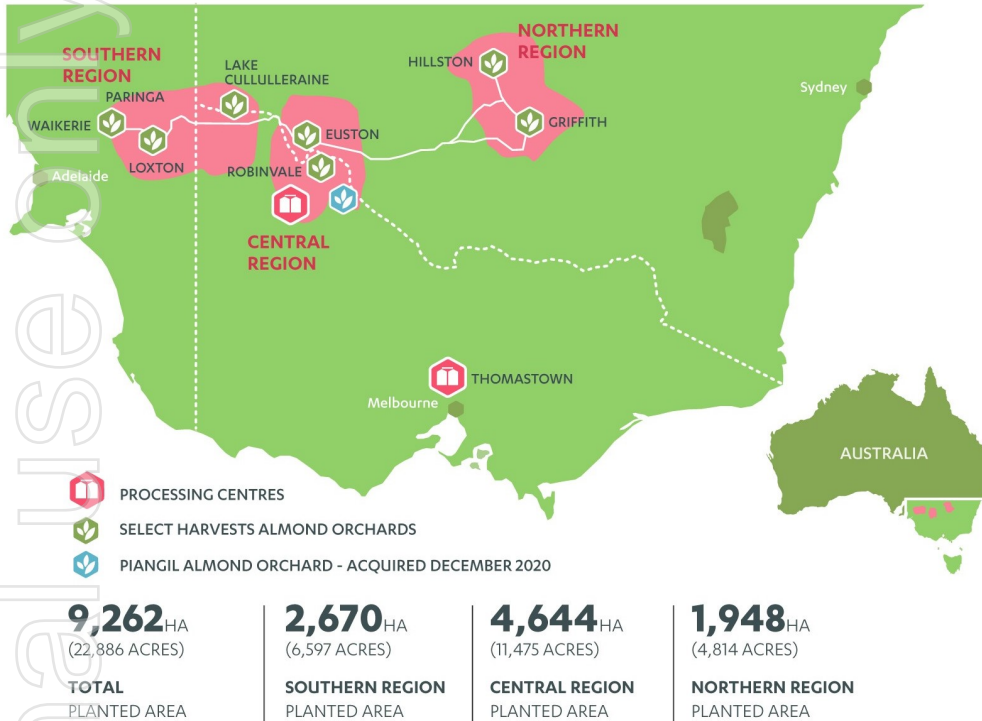 NORTHERN
REGION
SOUTHERN
REGION
LAKE
CULLULLERAINE
HILLSTON
Sydney
PARINGA
WAIKERIE
GRIFFITH
EUSTON
LOXTON
ROBINVALE
Adelaide
CENTRAL
REGION
THOMASTOWN
Melbourne
AUSTRALIA
PROCESSING CENTRES
SELECT HARVESTS ALMOND ORCHARDS
PIANGIL ALMOND ORCHARD - ACQUIRED DECEMBER 2020
9,262HA
(22,886 ACRES)
TOTAL
PLANTED AREA
2,670HA
(6,597 ACRES)
SOUTHERN REGION
PLANTED AREA
4,644HA
(11,475 ACRES)
CENTRAL REGION
PLANTED AREA
1,948HA
(4,814 ACRES)
NORTHERN REGION
PLANTED AREA
nal use only